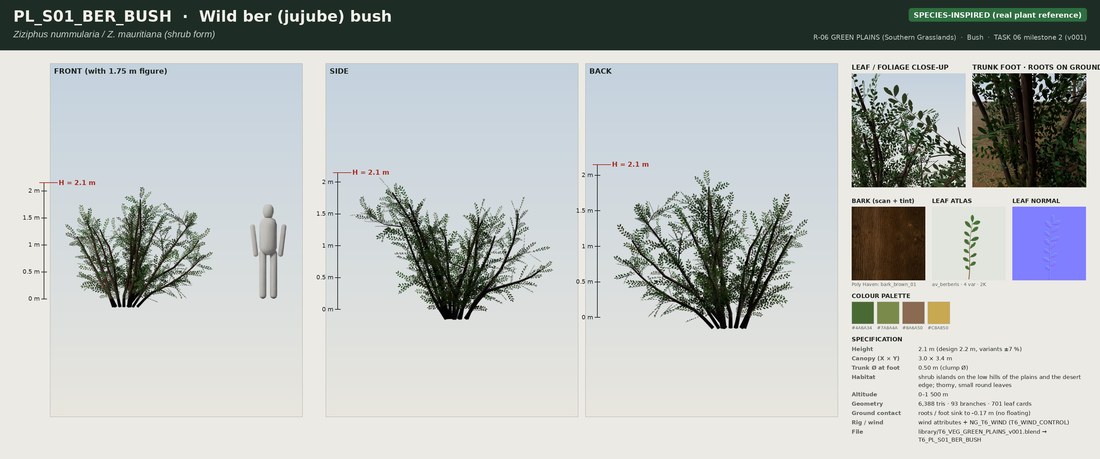 PL_S01_BER_BUSH · Wild ber (jujube) bush
Ziziphus nummularia / Z. mauritiana (shrub form)
SPECIES-INSPIRED (real plant reference)
R-06 GREEN PLAINS (Southern Grasslands) · Bush · TASK 06 milestone 2 (v001)
FRONT (with 1.75 m figure)
H = 2.1 m
2 m
1.5 m
1 m
0.5 m
0 m
SIDE
H = 2.1 m
2 m
1.5 m
1 m
0.5 m
0 m
BACK
H = 2.1 m
2 m
1.5 m
1 m
0.5 m
0 m
LEAF / FOLIAGE CLOSE-UP
TRUNK FOOT · ROOTS ON GROUND
BARK (scan + tint)
LEAF ATLAS
LEAF NORMAL
Poly Haven: bark_brown_01
av_berberis · 4 var · 2K
COLOUR PALETTE
SPECIFICATION
Height 2.1 m (design 2.2 m, variants ±7 %)
Canopy (X × Y) 3.0 × 3.4 m
Trunk Ø at foot 0.50 m (clump Ø)
Habitat shrub islands on the low hills of the plains and the desert
edge; thorny, small round leaves
Altitude 0–1 500 m
Geometry 6,388 tris · 93 branches · 701 leaf cards
Ground contact roots / foot sink to -0.17 m (no floating)
Rig / wind wind attributes + NG_T6_WIND (T6_WIND_CONTROL)
File library/T6_VEG_GREEN_PLAINS_v001.blend →
T6_PL_S01_BER_BUSH